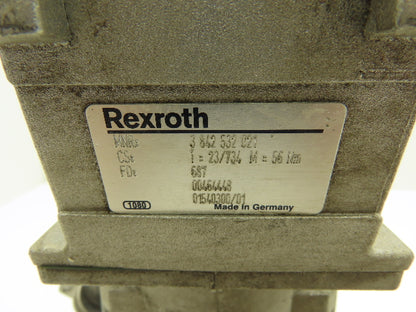 Rexroth
MNR: 3 842 532 021
CS: i = 23/734 M = 56 Nm
FD: 687
00464448
01540300/01
1080 Made in Germany